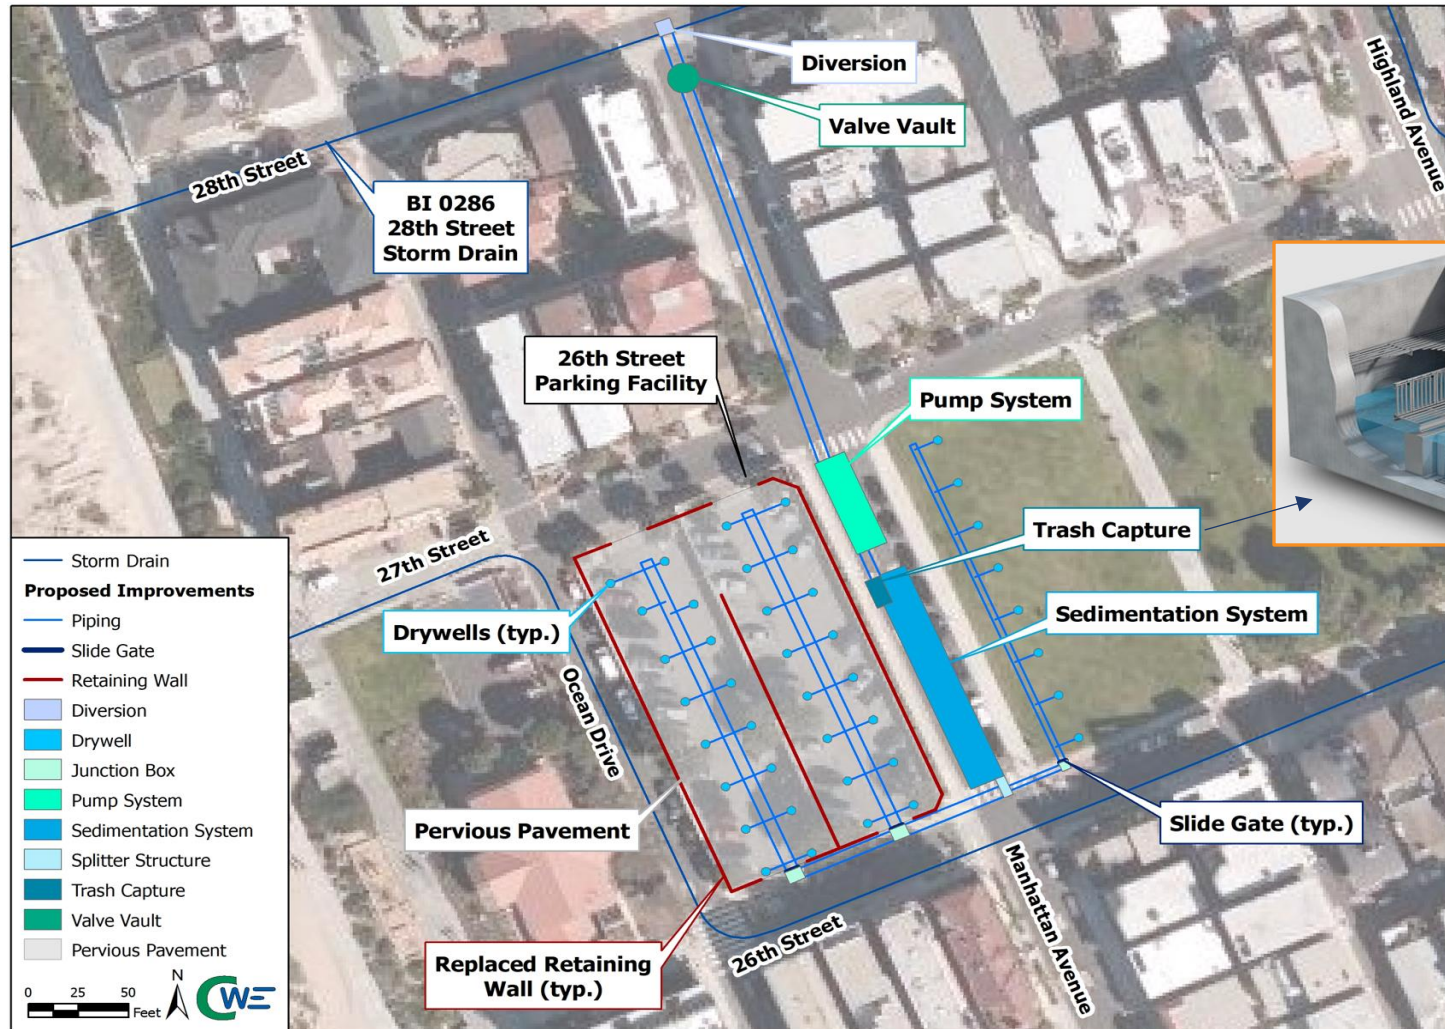 Diversion
Valve Vault
Highland Avenue
28th Street
BI 0286
28th Street
Storm Drain
26th Street
Parking Facility
Pump System
Trash Capture
27th Street
Drywells (typ.)
Sedimentation System
Ocean Drive
Pervious Pavement
Slide Gate (typ.)
Manhattan Avenue
26th Street
Replaced Retaining
Wall (typ.)
Storm Drain
Proposed Improvements
Piping
Slide Gate
Retaining Wall
Diversion
Drywell
Junction Box
Pump System
Sedimentation System
Splitter Structure
Trash Capture
Valve Vault
Pervious Pavement
N
0 25 50
Feet
CWE